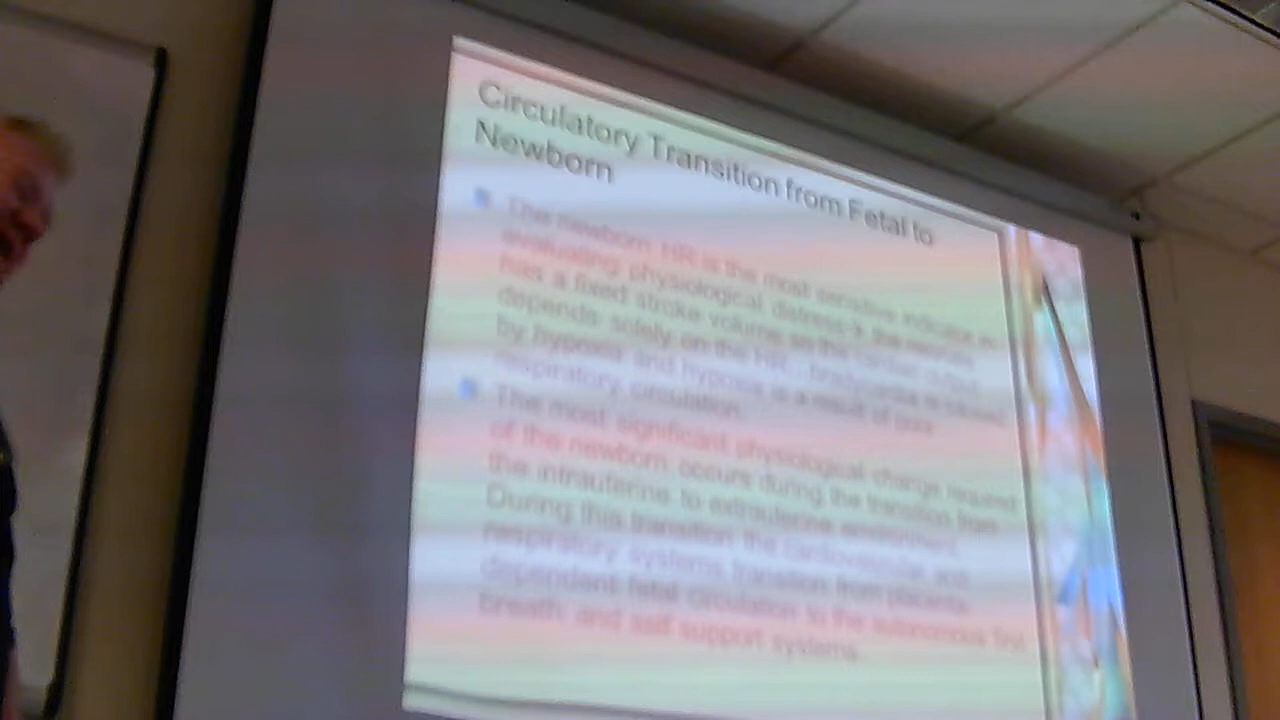 Circulatory Transition from Fetal to
Newborn
The newborn HR is the most sensitive indicator in
evaluating physiological distress
has a fixed stroke volume so the cardiac output
depends solely on the HR
by hypoxia and hypoxia is a result of poor
respiratory circulation.
The most significant physiological change required
of the newborn occurs during the transition from
the intrauterine to extrauterine environment.
During this transition the cardiovascular and
respiratory systems transition from placenta
dependent fetal circulation to the autonomous first
breath and self support systems.